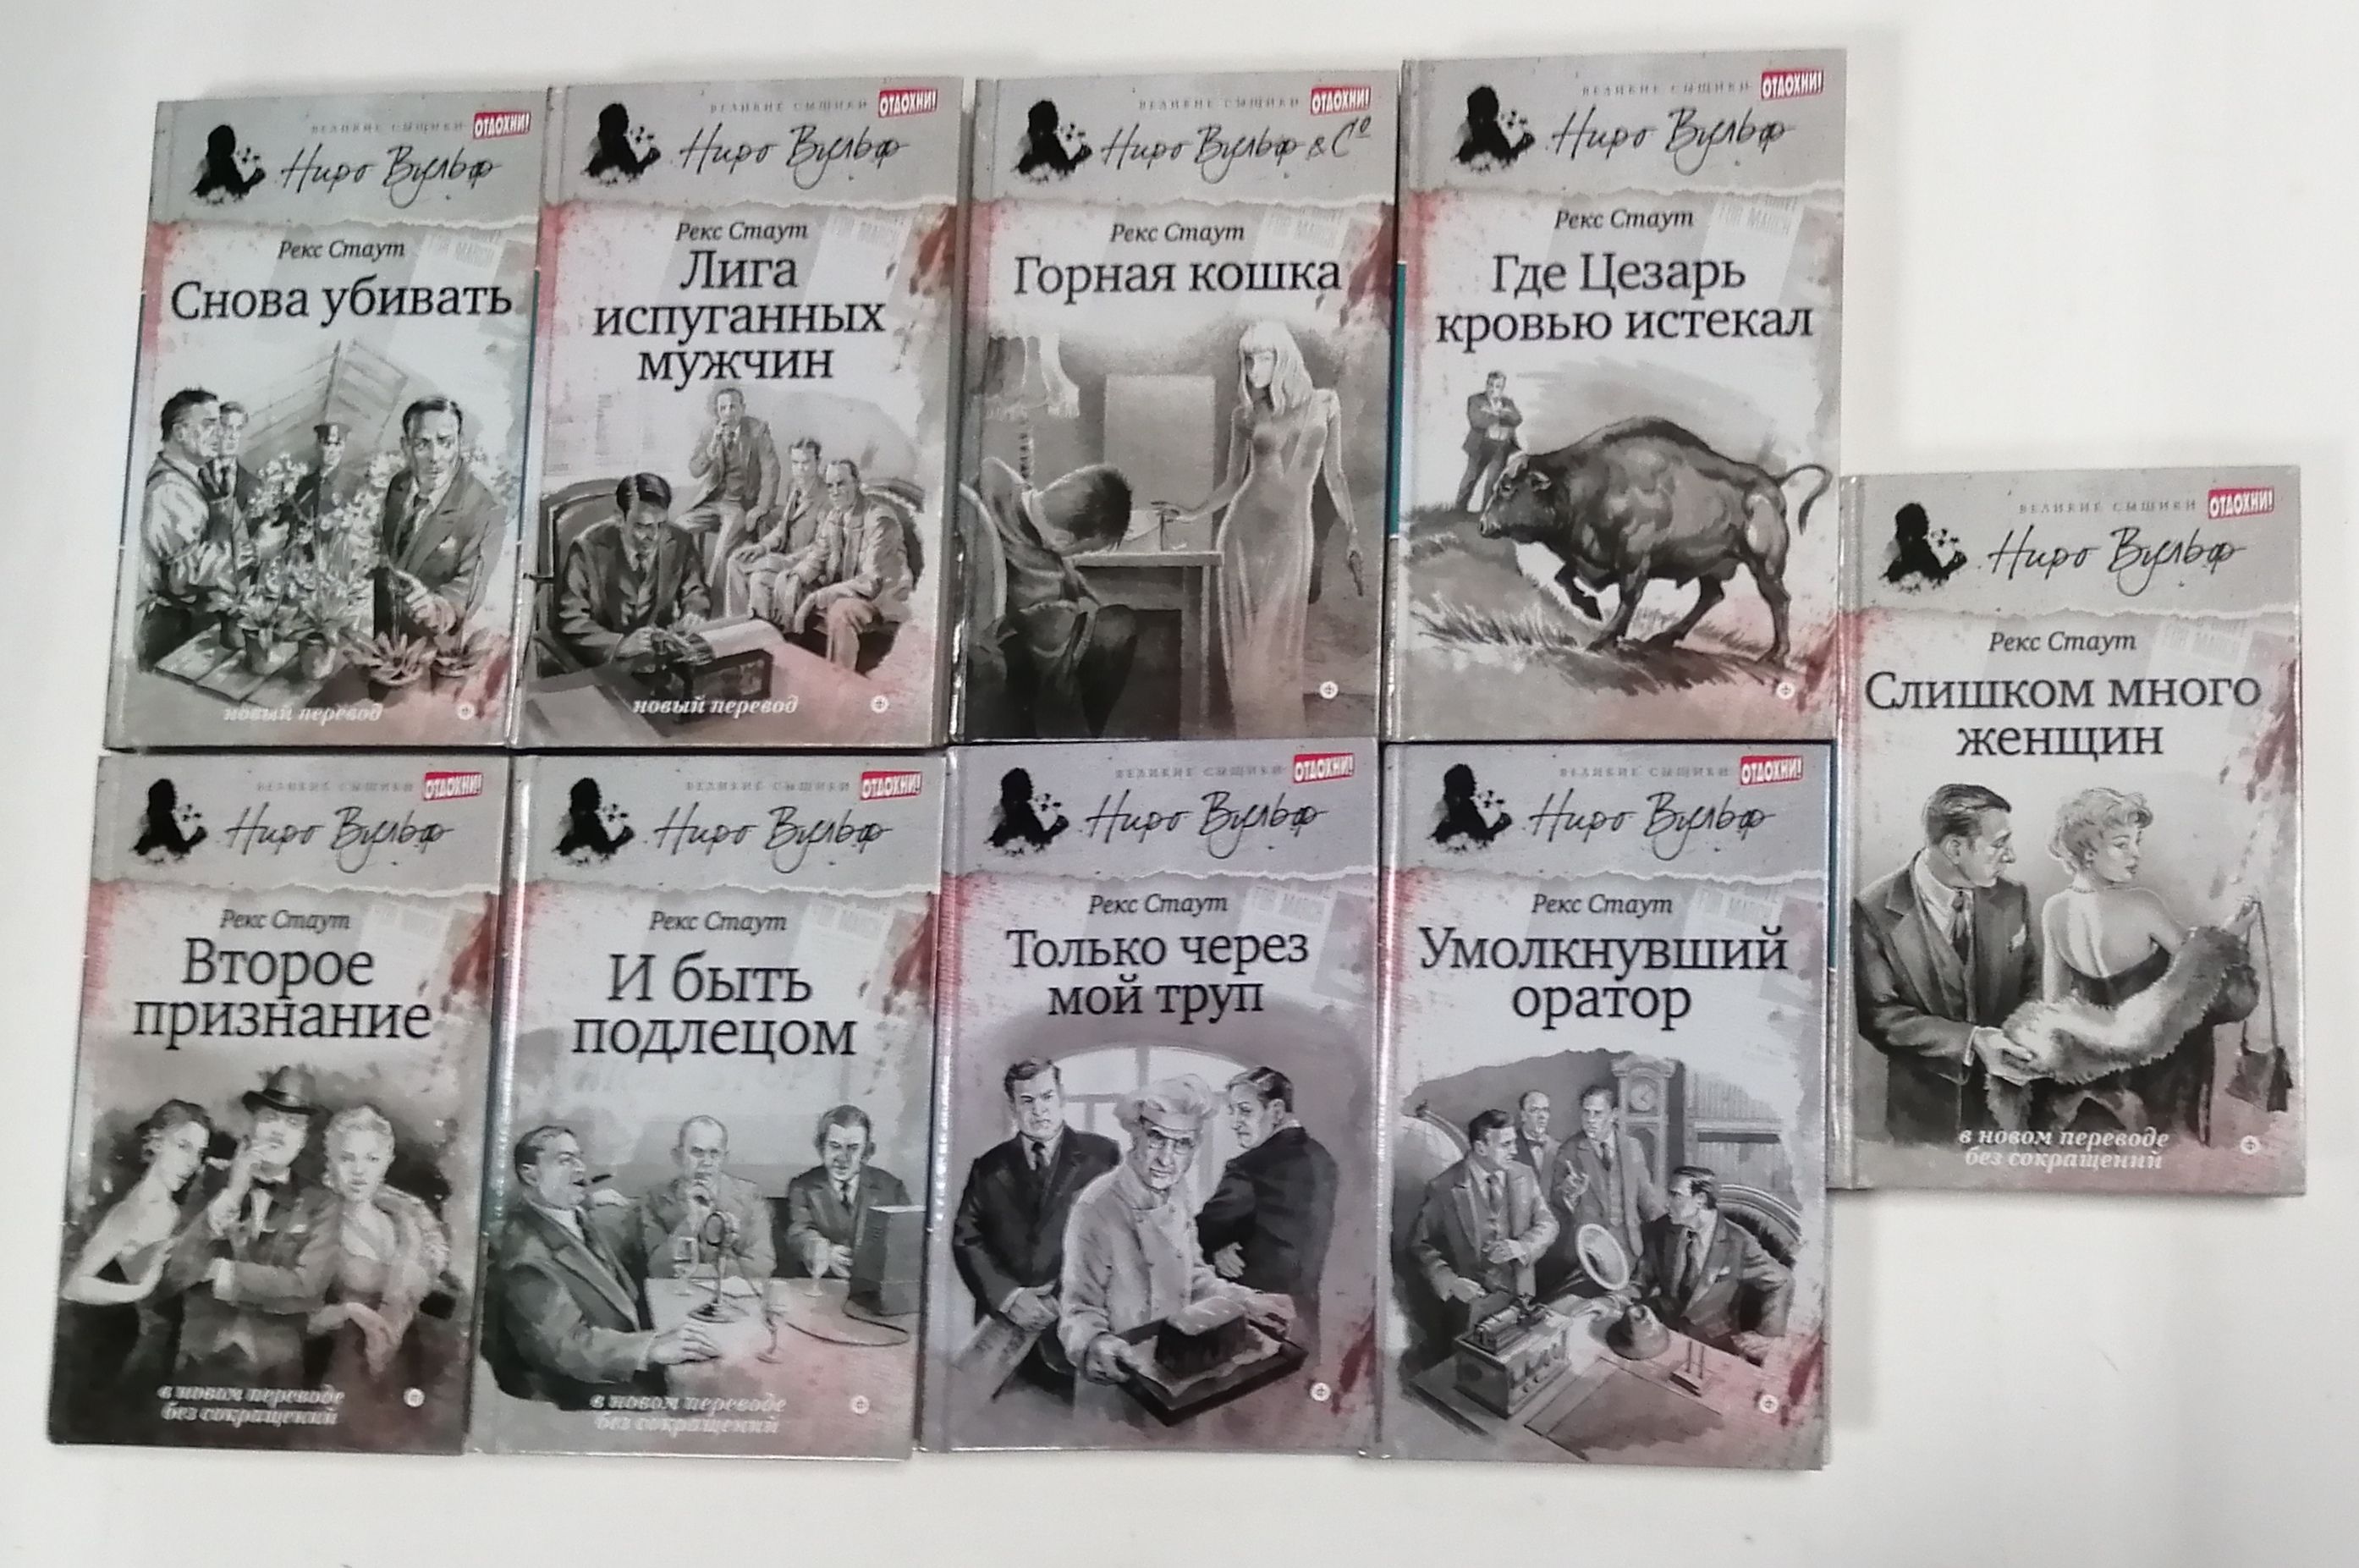 ВЕЛИКИЕ СЫЩИКИ ОТДОХНИ!
Ниро Вульф
Рекс Стаут
Снова убивать
новый перевод
ВЕЛИКИЕ СЫЩИКИ ОТДОХНИ!
Ниро Вульф
Рекс Стаут
Лига
испуганных
мужчин
новый перевод
ВЕЛИКИЕ СЫЩИКИ ОТДОХНИ!
Ниро Вульф & Cº
Рекс Стаут
Горная кошка
ВЕЛИКИЕ СЫЩИКИ ОТДОХНИ!
Ниро Вульф
Рекс Стаут
Где Цезарь
кровью истекал
ВЕЛИКИЕ СЫЩИКИ ОТДОХНИ!
Ниро Вульф
Рекс Стаут
Слишком много
женщин
в новом переводе
без сокращений
ВЕЛИКИЕ СЫЩИКИ ОТДОХНИ!
Ниро Вульф
Рекс Стаут
Второе
признание
в новом переводе
без сокращений
ВЕЛИКИЕ СЫЩИКИ ОТДОХНИ!
Ниро Вульф
Рекс Стаут
И быть
подлецом
в новом переводе
без сокращений
ВЕЛИКИЕ СЫЩИКИ ОТДОХНИ!
Ниро Вульф
Рекс Стаут
Только через
мой труп
ВЕЛИКИЕ СЫЩИКИ ОТДОХНИ!
Ниро Вульф
Рекс Стаут
Умолкнувший
оратор